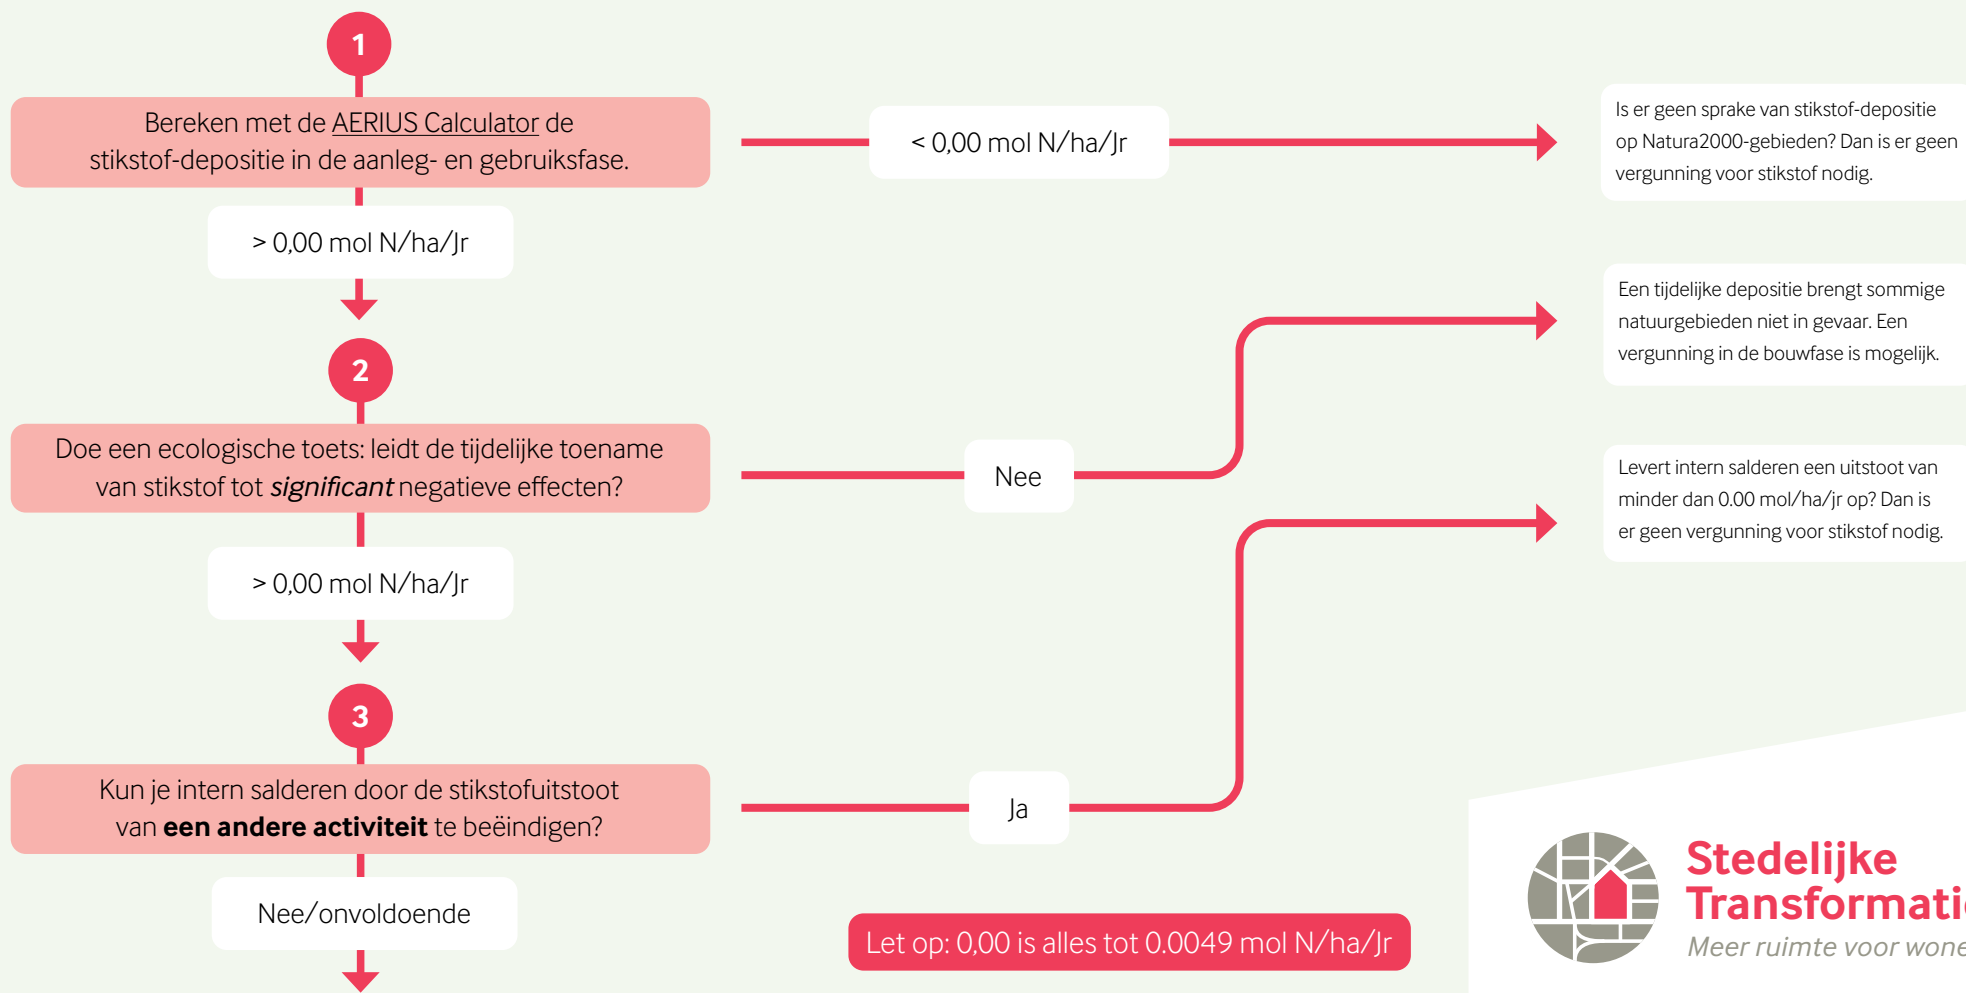 1
Bereken met de AERIUS Calculator de
stikstof-depositie in de aanleg- en gebruiksfase.
< 0,00 mol N/ha/Jr
Is er geen sprake van stikstof-depositie
op Natura2000-gebieden? Dan is er geen
vergunning voor stikstof nodig.
> 0,00 mol N/ha/Jr
2
Doe een ecologische toets: leidt de tijdelijke toename
van stikstof tot significant negatieve effecten?
Nee
Een tijdelijke depositie brengt sommige
natuurgebieden niet in gevaar. Een
vergunning in de bouwfase is mogelijk.
> 0,00 mol N/ha/Jr
3
Kun je intern salderen door de stikstofuitstoot
van een andere activiteit te beëindigen?
Ja
Levert intern salderen een uitstoot van
minder dan 0.00 mol/ha/jr op? Dan is
er geen vergunning voor stikstof nodig.
Nee/onvoldoende
Let op: 0,00 is alles tot 0.0049 mol N/ha/Jr
Stedelijke
Transformatie
Meer ruimte voor wone